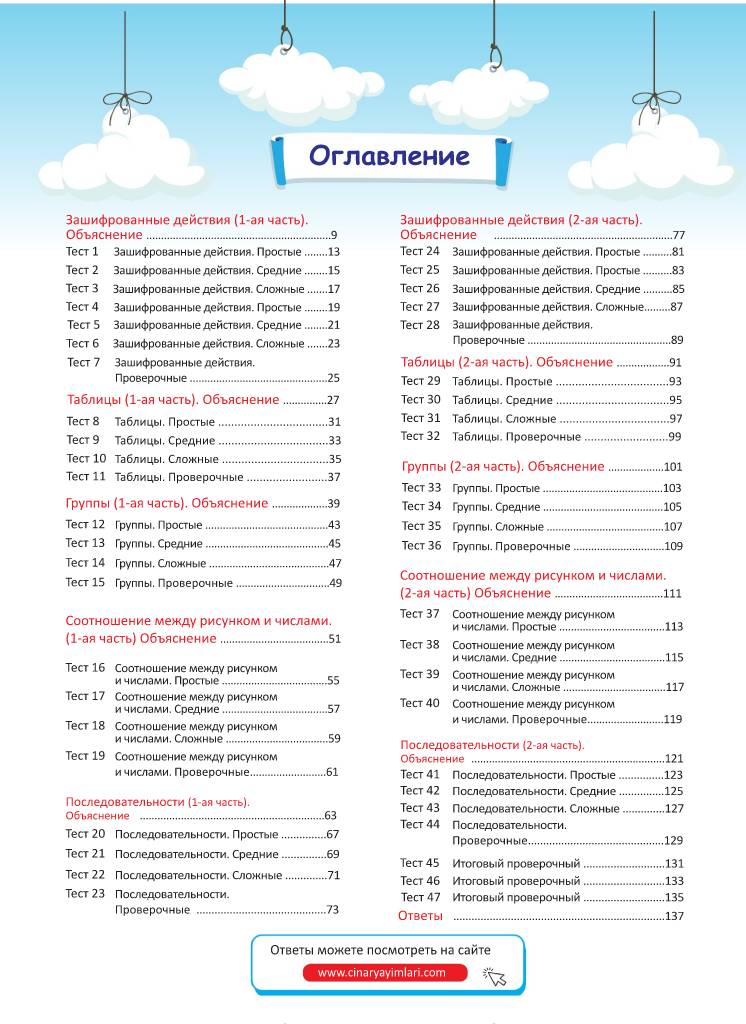 Оглавление
Зашифрованные действия (1-ая часть).
Объяснение ..........9
Тест 1 Зашифрованные действия. Простые ........13
Тест 2 Зашифрованные действия. Средние ........15
Тест 3 Зашифрованные действия. Сложные ........17
Тест 4 Зашифрованные действия. Простые ........19
Тест 5 Зашифрованные действия. Средние ........21
Тест 6 Зашифрованные действия. Сложные ........23
Тест 7 Зашифрованные действия.
Проверочные ..........25
Таблицы (1-ая часть). Объяснение ..........27
Тест 8 Таблицы. Простые ..........31
Тест 9 Таблицы. Средние ..........33
Тест 10 Таблицы. Сложные ..........35
Тест 11 Таблицы. Проверочные ..........37
Группы (1-ая часть). Объяснение ..........39
Тест 12 Группы. Простые ..........43
Тест 13 Группы. Средние ..........45
Тест 14 Группы. Сложные ..........47
Тест 15 Группы. Проверочные ..........49
Соотношение между рисунком и числами.
(1-ая часть) Объяснение ..........51
Тест 16 Соотношение между рисунком
и числами. Простые ..........55
Тест 17 Соотношение между рисунком
и числами. Средние ..........57
Тест 18 Соотношение между рисунком
и числами. Сложные ..........59
Тест 19 Соотношение между рисунком
и числами. Проверочные..........61
Последовательности (1-ая часть).
Объяснение ..........63
Тест 20 Последовательности. Простые ..........67
Тест 21 Последовательности. Средние ..........69
Тест 22 Последовательности. Сложные ..........71
Тест 23 Последовательности.
Проверочные ..........73
Зашифрованные действия (2-ая часть).
Объяснение ..........77
Тест 24 Зашифрованные действия. Простые .........81
Тест 25 Зашифрованные действия. Простые .........83
Тест 26 Зашифрованные действия. Средние .........85
Тест 27 Зашифрованные действия. Сложные.........87
Тест 28 Зашифрованные действия.
Проверочные ..........89
Таблицы (2-ая часть). Объяснение ..........91
Тест 29 Таблицы. Простые ..........93
Тест 30 Таблицы. Средние ..........95
Тест 31 Таблицы. Сложные ..........97
Тест 32 Таблицы. Проверочные ..........99
Группы (2-ая часть). Объяснение ..........101
Тест 33 Группы. Простые ..........103
Тест 34 Группы. Средние ..........105
Тест 35 Группы. Сложные ..........107
Тест 36 Группы. Проверочные ..........109
Соотношение между рисунком и числами.
(2-ая часть) Объяснение ..........111
Тест 37 Соотношение между рисунком
и числами. Простые ..........113
Тест 38 Соотношение между рисунком
и числами. Средние ..........115
Тест 39 Соотношение между рисунком
и числами. Сложные ..........117
Тест 40 Соотношение между рисунком
и числами. Проверочные..........119
Последовательности (2-ая часть).
Объяснение ..........121
Тест 41 Последовательности. Простые ..........123
Тест 42 Последовательности. Средние ..........125
Тест 43 Последовательности. Сложные ..........127
Тест 44 Последовательности.
Проверочные..........129
Тест 45 Итоговый проверочный ..........131
Тест 46 Итоговый проверочный ..........133
Тест 47 Итоговый проверочный ..........135
Ответы ..........137
Ответы можете посмотреть на сайте
www.cinaryayimlari.com